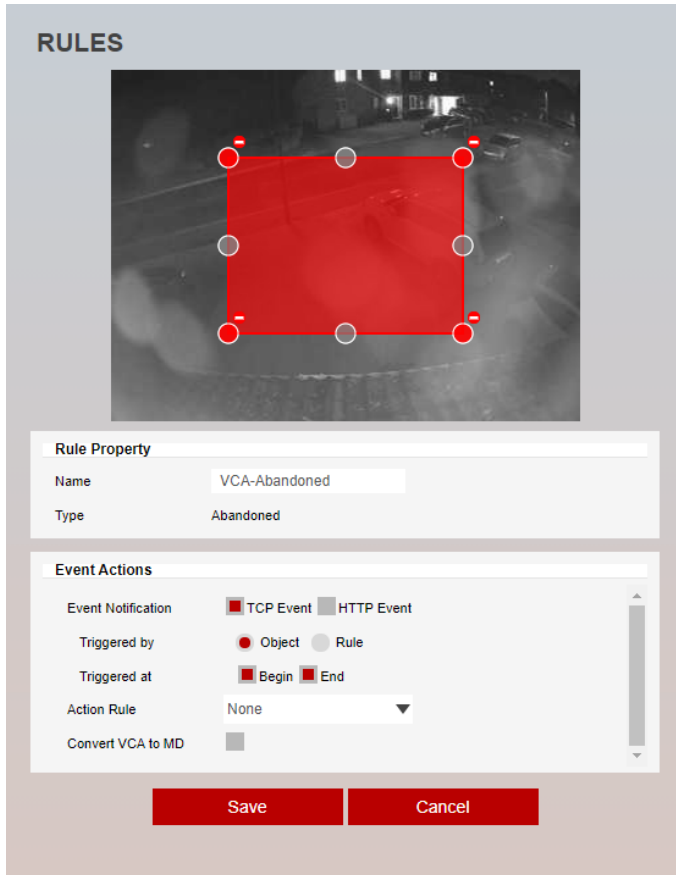 RULES
Rule Property
Name VCA-Abandoned
Type Abandoned
Event Actions
Event Notification TCP Event HTTP Event
Triggered by Object Rule
Triggered at Begin End
Action Rule None
Convert VCA to MD
Save Cancel